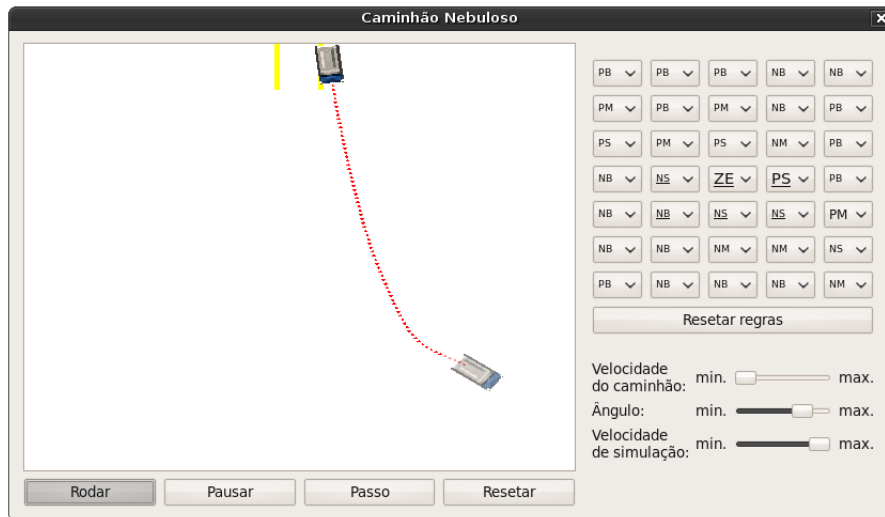 Caminhão Nebuloso
PB PB PB NB NB
PM PB PM NB PB
PS PM PS NM PB
NB NS ZE PS PB
NB NB NS NS PM
NB NB NM NM NS
PB NB NB NB NM
Resetar regras
Velocidade
do caminhão: min. max.
Ângulo: min. max.
Velocidade
de simulação: min. max.
Rodar Pausar Passo Resetar